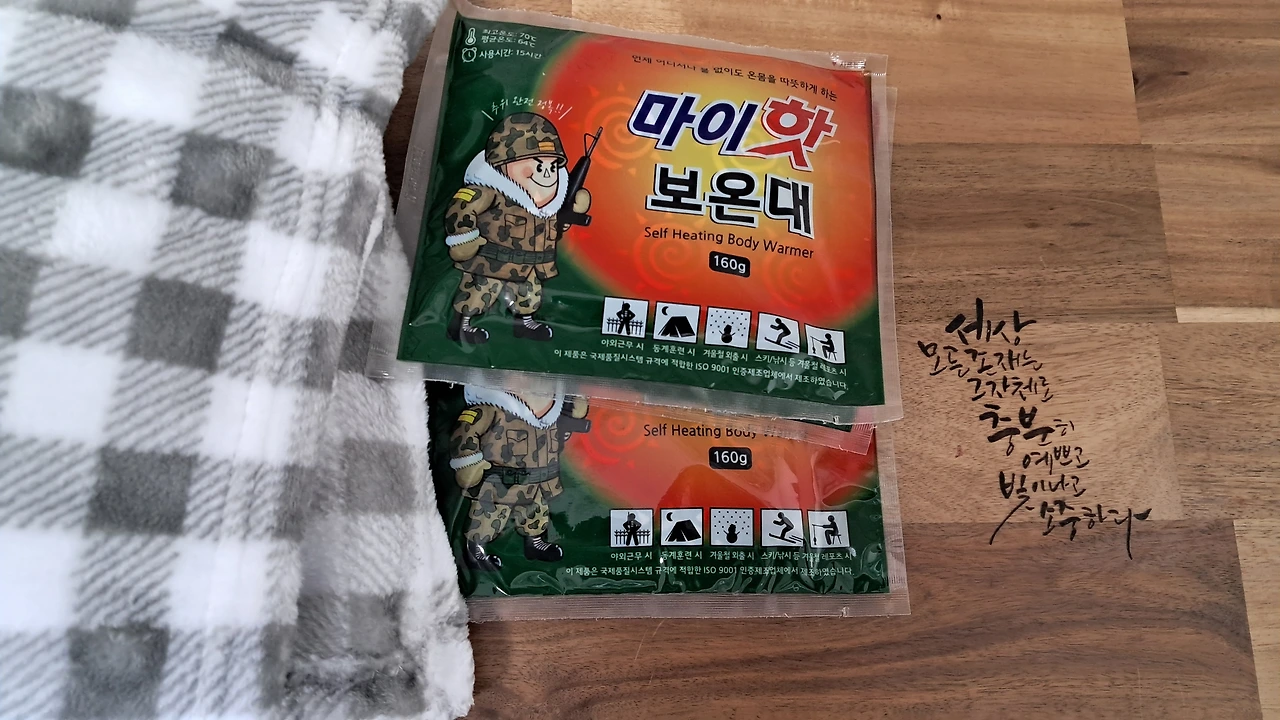 최고온도: 70℃
평균온도: 64℃
사용시간: 15시간
추위 완전 정복!!
언제 어디서나 불 없이도 온몸을 따뜻하게 하는
마이핫
보온대
Self Heating Body Warmer
160g
야외근무 시 동계훈련 시 겨울철 외출 시 스키/낚시 등 겨울철 레포츠 시
이 제품은 국제품질시스템 규격에 적합한 ISO 9001 인증제조업체에서 제조하였습니다.
Self Heating Body
160g
야외근무 시 동계훈련 시 겨울철 외출 시 스키/낚시 등 겨울철 레포츠 시
이 제품은 국제품질시스템 규격에 적합한 ISO 9001 인증제조업체에서 제조하였습니다.
세상
모든 존재는
그 자체로
충분히
예쁘고
빛이나고
소중하다